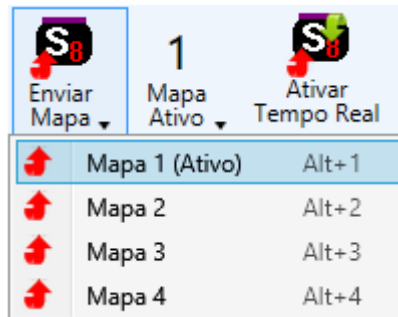 S8
1
S8
Enviar
Mapa
Mapa
Ativo
Ativar
Tempo Real
Mapa 1 (Ativo) Alt+1
Mapa 2 Alt+2
Mapa 3 Alt+3
Mapa 4 Alt+4